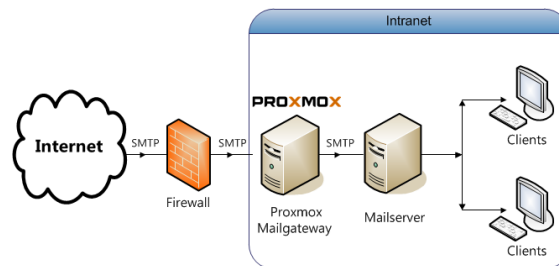 Intranet
PROXMOX
Internet
SMTP
SMTP
SMTP
Firewall
Proxmox
Mailgateway
Mailserver
Clients
Clients